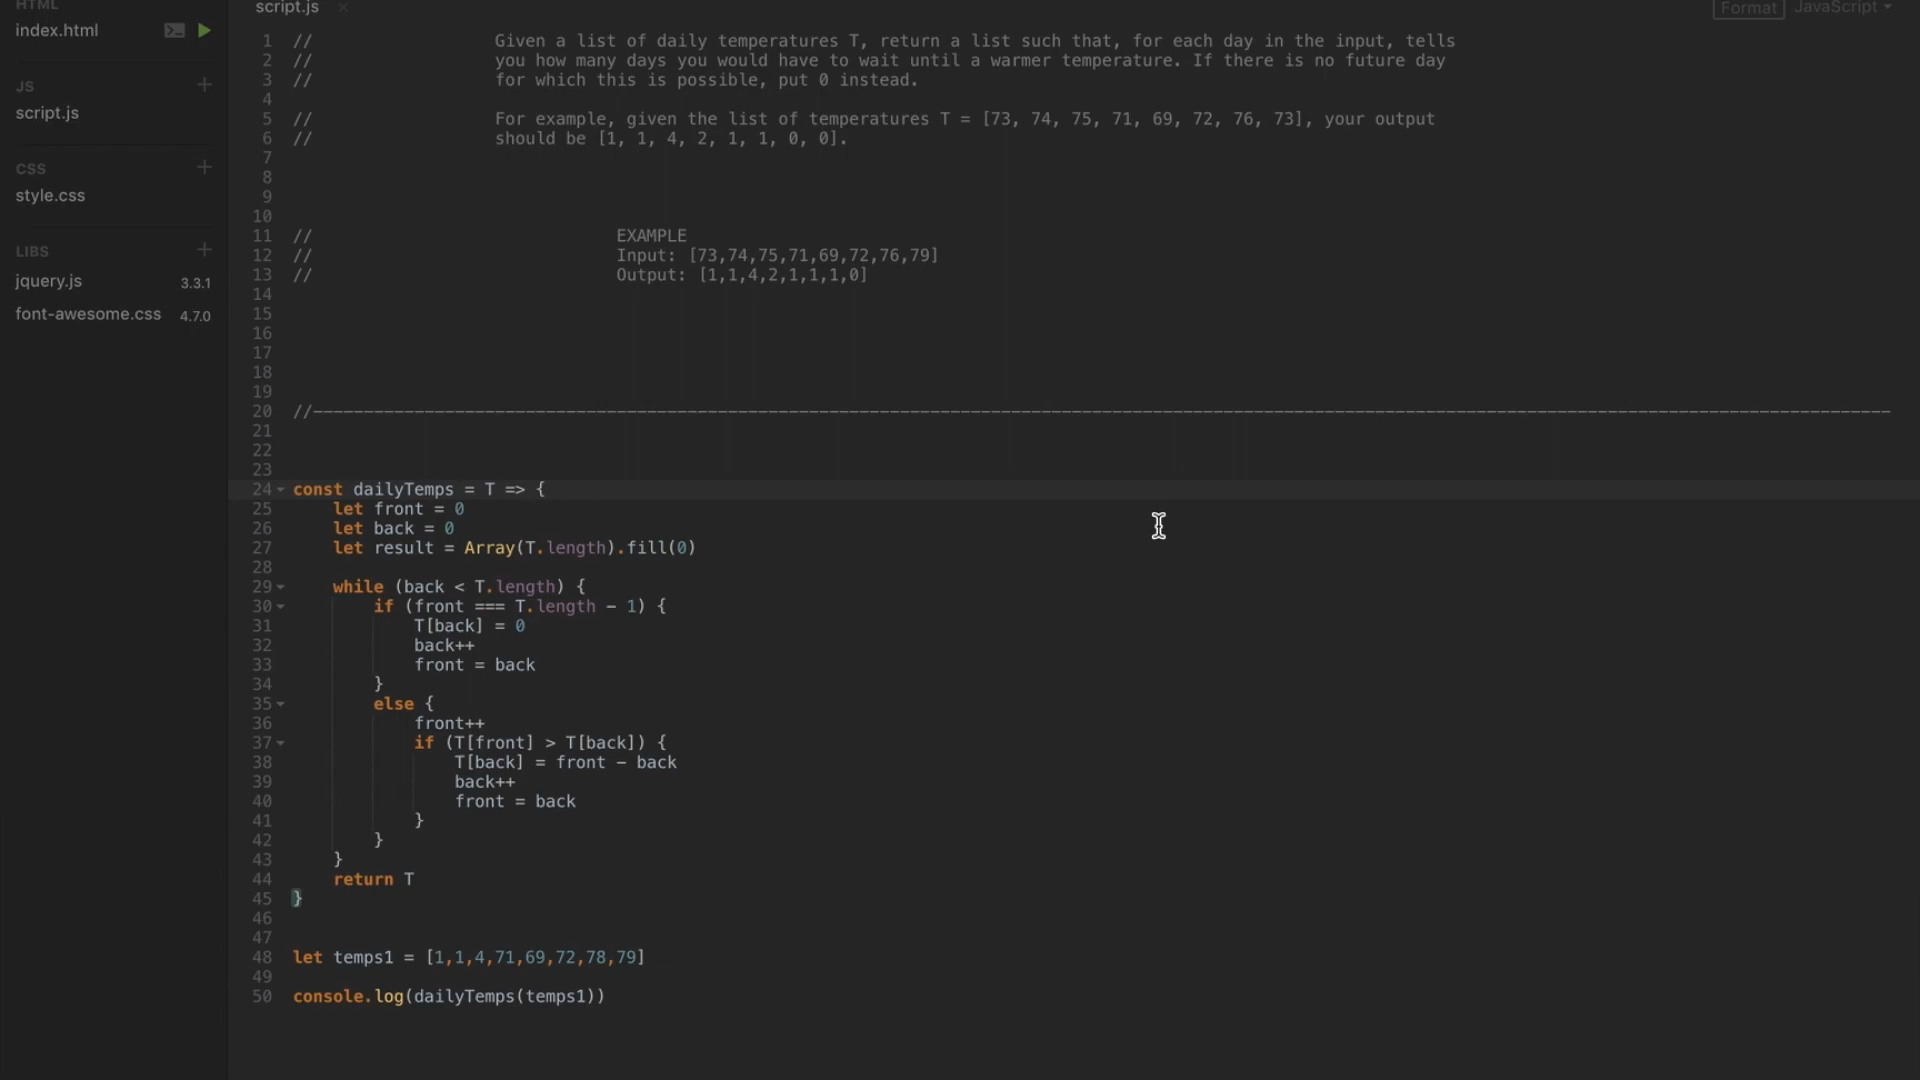 HTML
index.html
JS
script.js
CSS
style.css
LIBS
jquery.js 3.3.1
font-awesome.css 4.7.0
script.js ×
Format JavaScript
1 // Given a list of daily temperatures T, return a list such that, for each day in the input, tells
2 // you how many days you would have to wait until a warmer temperature. If there is no future day
3 // for which this is possible, put 0 instead.
4
5 // For example, given the list of temperatures T = [73, 74, 75, 71, 69, 72, 76, 73], your output
6 // should be [1, 1, 4, 2, 1, 1, 0, 0].
7
8
9
10
11 // EXAMPLE
12 // Input: [73,74,75,71,69,72,76,79]
13 // Output: [1,1,4,2,1,1,1,0]
14
15
16
17
18
19
20 //------------------------------------------------------------------------------------------------------------------------------------------------------------
21
22
23
24 const dailyTemps = T => {
25     let front = 0
26     let back = 0
27     let result = Array(T.length).fill(0)
28
29     while (back < T.length) {
30         if (front === T.length - 1) {
31             T[back] = 0
32             back++
33             front = back
34         }
35         else {
36             front++
37             if (T[front] > T[back]) {
38                 T[back] = front - back
39                 back++
40                 front = back
41             }
42         }
43     }
44     return T
45 }
46
47
48 let temps1 = [1,1,4,71,69,72,78,79]
49
50 console.log(dailyTemps(temps1))